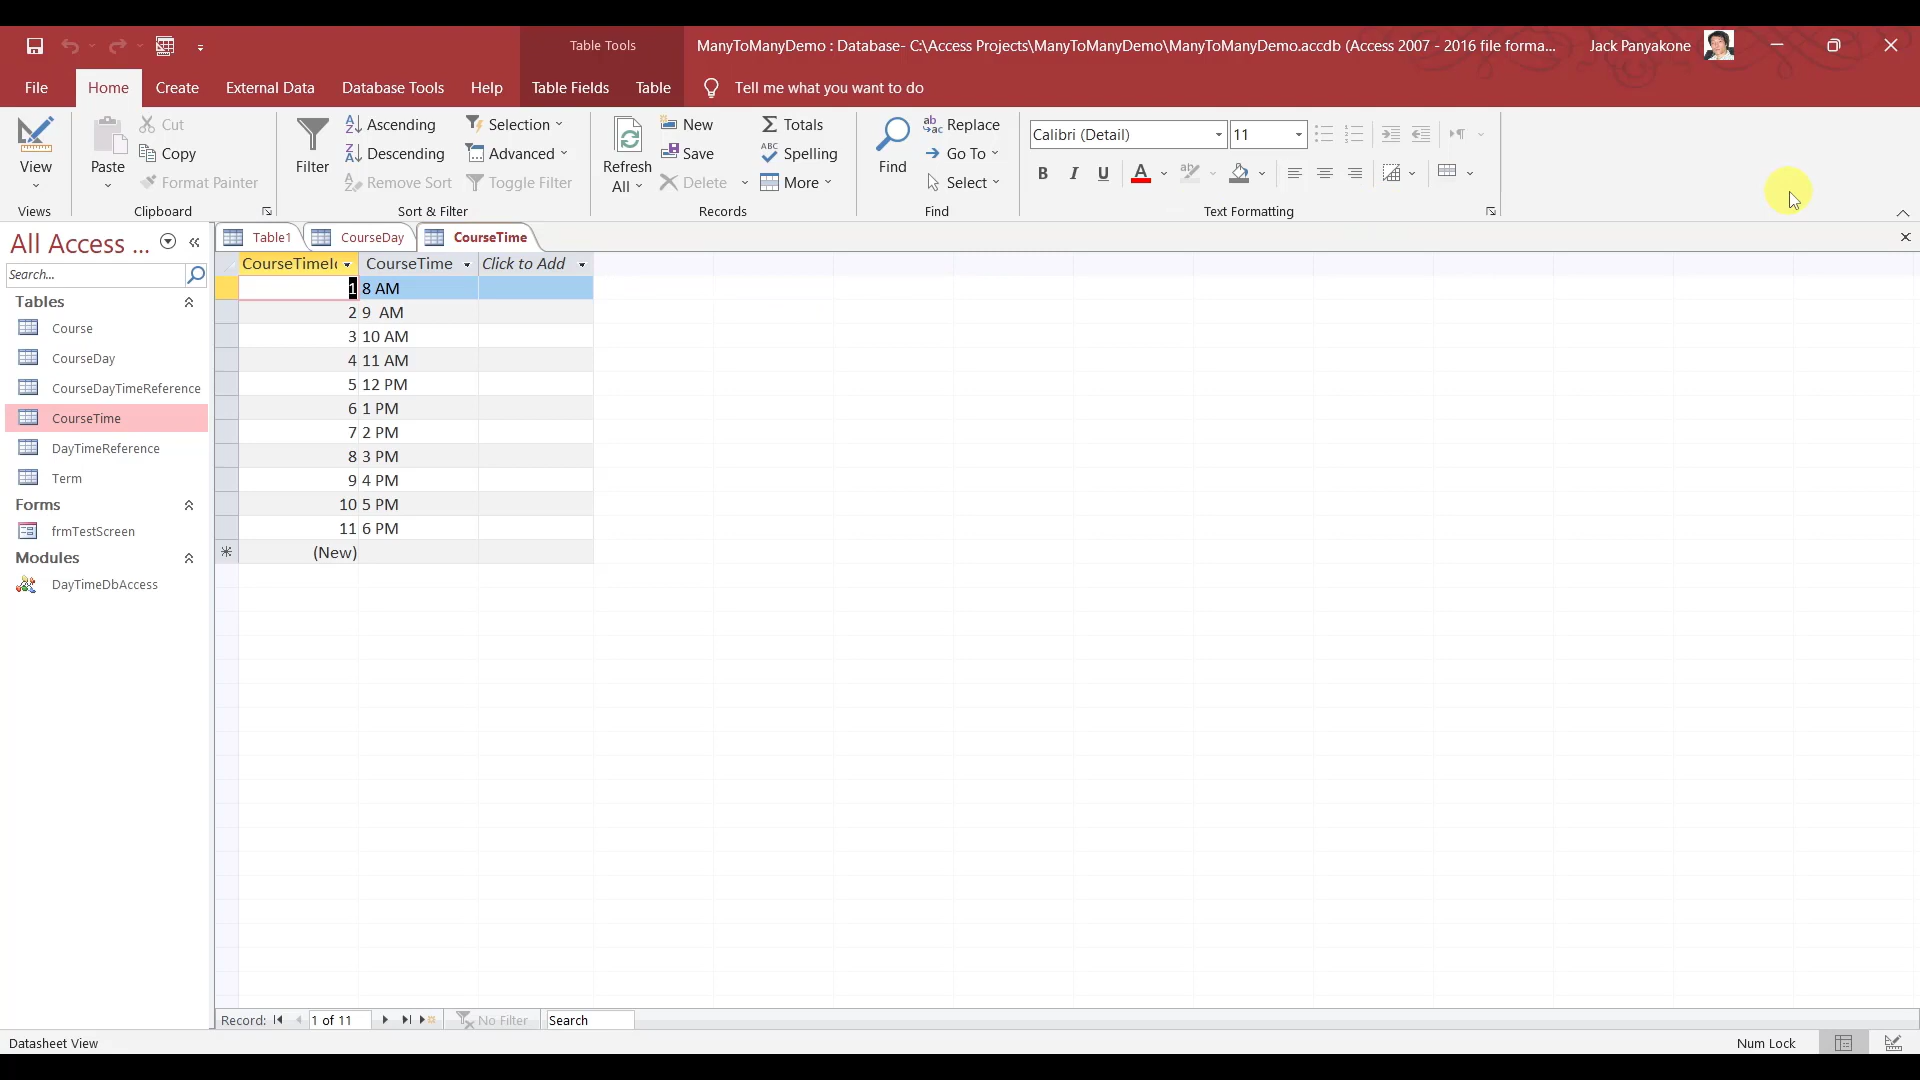 Table Tools
ManyToManyDemo : Database- C:\Access Projects\ManyToManyDemo\ManyToManyDemo.accdb (Access 2007 - 2016 file forma...
Jack Panyakone
File
Home
Create
External Data
Database Tools
Help
Table Fields
Table
Tell me what you want to do
View
Views
Paste
Cut
Copy
Format Painter
Clipboard
Filter
Ascending
Descending
Remove Sort
Selection
Advanced
Toggle Filter
Sort & Filter
Refresh
All
New
Save
Delete
Totals
Spelling
More
Records
Find
Replace
Go To
Select
Find
Calibri (Detail)
11
B I U
Text Formatting
All Access ...
Search...
Tables
Course
CourseDay
CourseDayTimeReference
CourseTime
DayTimeReference
Term
Forms
frmTestScreen
Modules
DayTimeDbAccess
Table1
CourseDay
CourseTime
CourseTimeI
CourseTime
Click to Add
1 8 AM
2 9  AM
3 10 AM
4 11 AM
5 12 PM
6 1 PM
7 2 PM
8 3 PM
9 4 PM
10 5 PM
11 6 PM
(New)
Record:
1 of 11
No Filter
Search
Datasheet View
Num Lock